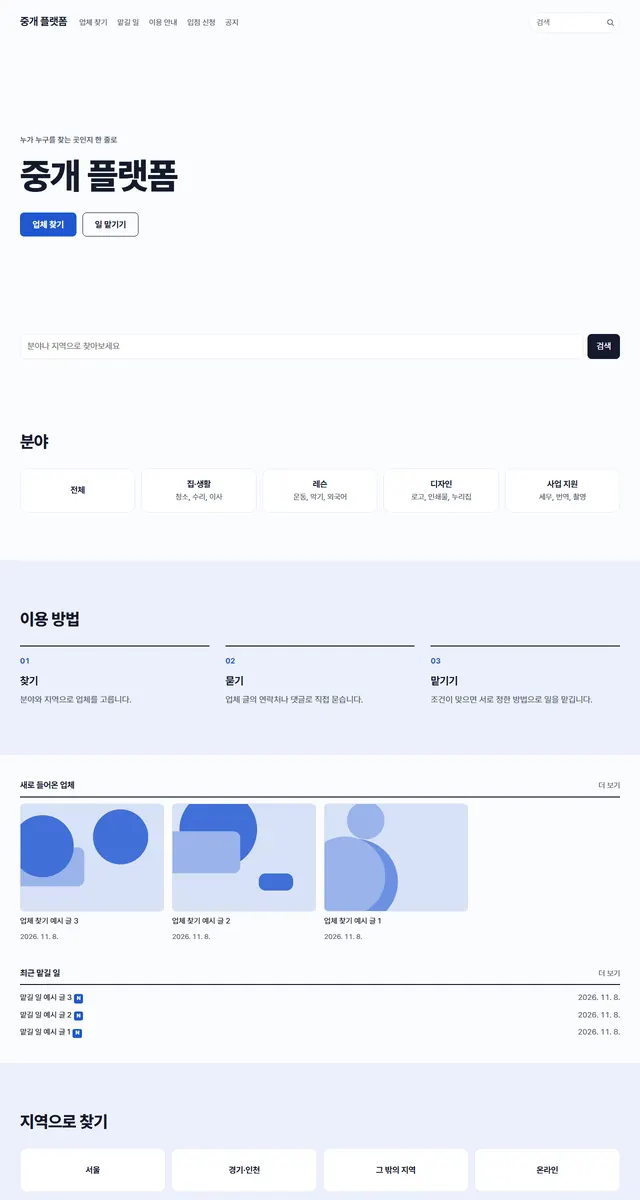 중개 플랫폼 업체 찾기 맡길 일 이용 안내 입점 신청 공지 검색
누가 누구를 찾는 곳인지 한 줄로
중개 플랫폼
업체 찾기 일 맡기기
분야나 지역으로 찾아보세요 검색
분야
전체
집·생활
청소, 수리, 이사
레슨
운동, 악기, 외국어
디자인
로고, 인쇄물, 누리집
사업 지원
세무, 번역, 촬영
이용 방법
01
찾기
분야와 지역으로 업체를 고릅니다.
02
묻기
업체 글의 연락처나 댓글로 직접 묻습니다.
03
맡기기
조건이 맞으면 서로 정한 방법으로 일을 맡깁니다.
새로 들어온 업체 더 보기
업체 찾기 예시 글 3
2026. 11. 8.
업체 찾기 예시 글 2
2026. 11. 8.
업체 찾기 예시 글 1
2026. 11. 8.
최근 맡길 일 더 보기
맡길 일 예시 글 3 N 2026. 11. 8.
맡길 일 예시 글 2 N 2026. 11. 8.
맡길 일 예시 글 1 N 2026. 11. 8.
지역으로 찾기
서울 경기·인천 그 밖의 지역 온라인